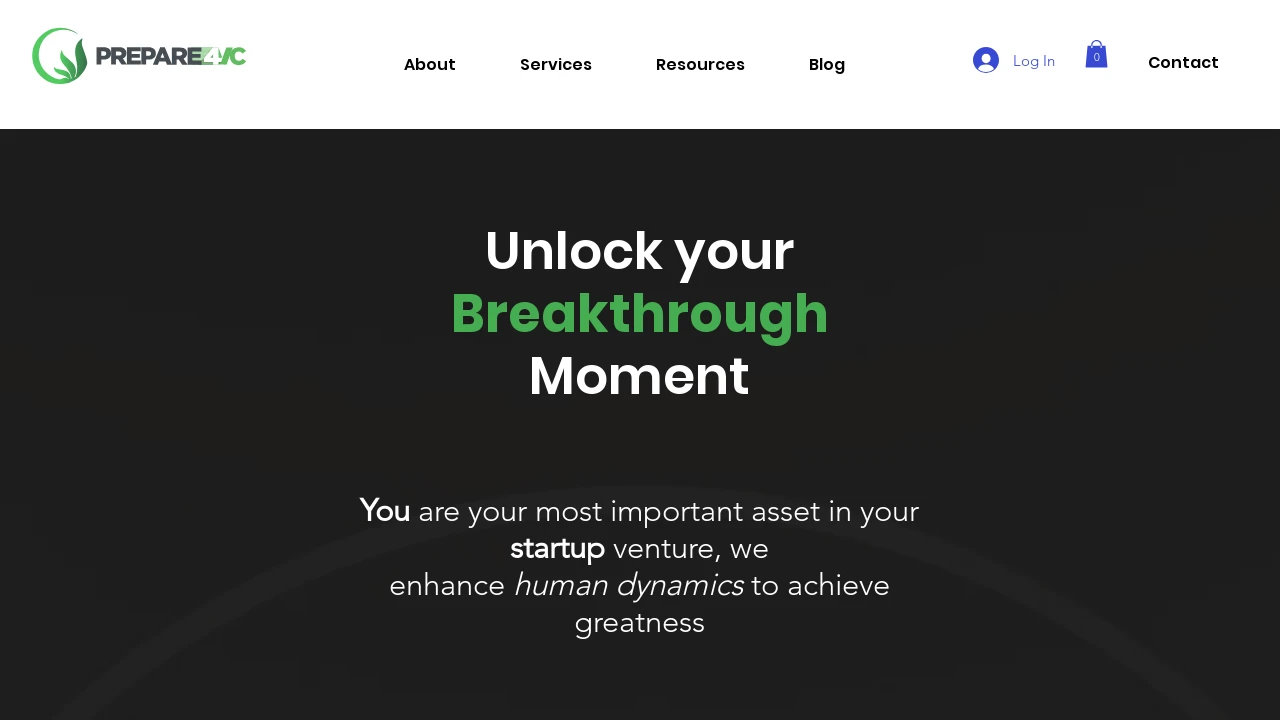 PREPARE4VC
About
Services
Resources
Blog
Log In
0
Contact
Unlock your
Breakthrough
Moment
You are your most important asset in your
startup venture, we
enhance human dynamics to achieve
greatness